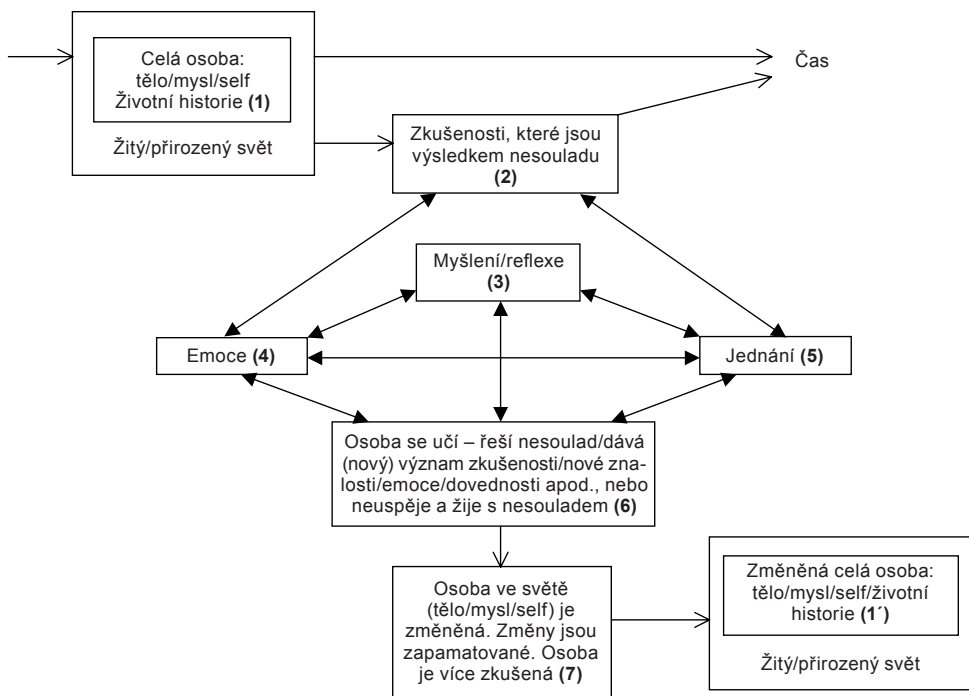 Celá osoba:
tělo/mysl/self
Životní historie (1)
Žitý/přirozený svět
Čas
Zkušenosti, které jsou
výsledkem nesouladu
(2)
Myšlení/reflexe
(3)
Emoce (4)
Jednání (5)
Osoba se učí – řeší nesoulad/dává
(nový) význam zkušenosti/nové zna-
losti/emoce/dovednosti apod., nebo
neuspěje a žije s nesouladem (6)
Osoba ve světě
(tělo/mysl/self) je
změněná. Změny jsou
zapamatované. Osoba
je více zkušená (7)
Změněná celá osoba:
tělo/mysl/self/životní
historie (1´)
Žitý/přirozený svět